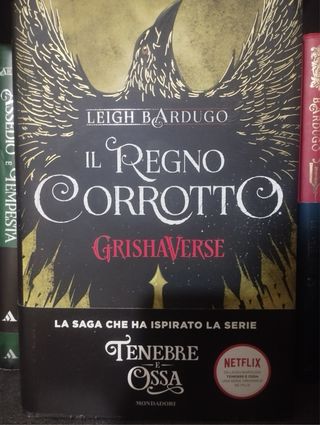 LEIGH BARDUGO
IL REGNO
CORROTTO
GRISHAVERSE
LA SAGA CHE HA ISPIRATO LA SERIE
TENEBRE
E
OSSA
MONDADORI
NETFLIX
ASSEDIO E TEMPESTA
BARDUGO